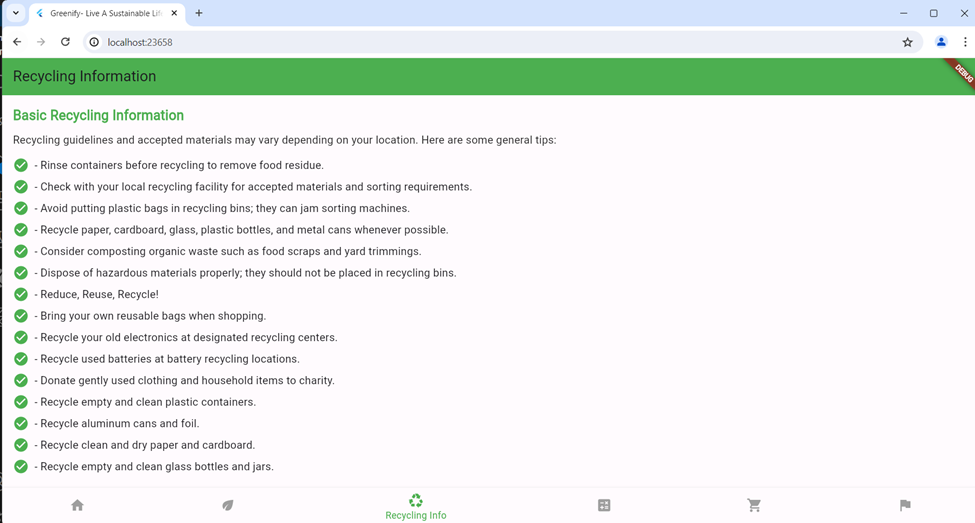 Greenify- Live A Sustainable Lif
localhost:23658
Recycling Information
DEBUG
Basic Recycling Information
Recycling guidelines and accepted materials may vary depending on your location. Here are some general tips:
- Rinse containers before recycling to remove food residue.
- Check with your local recycling facility for accepted materials and sorting requirements.
- Avoid putting plastic bags in recycling bins; they can jam sorting machines.
- Recycle paper, cardboard, glass, plastic bottles, and metal cans whenever possible.
- Consider composting organic waste such as food scraps and yard trimmings.
- Dispose of hazardous materials properly; they should not be placed in recycling bins.
- Reduce, Reuse, Recycle!
- Bring your own reusable bags when shopping.
- Recycle your old electronics at designated recycling centers.
- Recycle used batteries at battery recycling locations.
- Donate gently used clothing and household items to charity.
- Recycle empty and clean plastic containers.
- Recycle aluminum cans and foil.
- Recycle clean and dry paper and cardboard.
- Recycle empty and clean glass bottles and jars.
Recycling Info